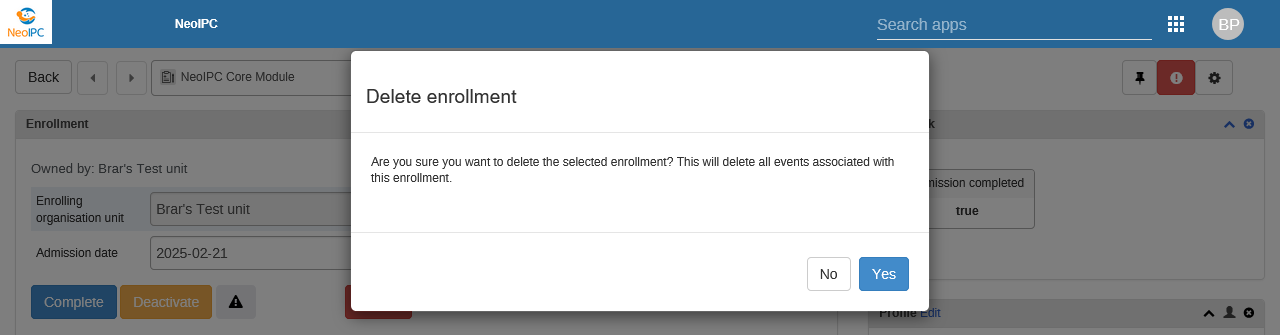 NeoIPC
NeoIPC
Search apps
BP
Back
NeoIPC Core Module
Delete enrollment
Enrollment
Are you sure you want to delete the selected enrollment? This will delete all events associated with
this enrollment.
Owned by: Brar's Test unit
Enrolling
organisation unit
Brar's Test unit
completed
true
Admission date
2025-02-21
No
Yes
Complete
Deactivate
Profile Edit